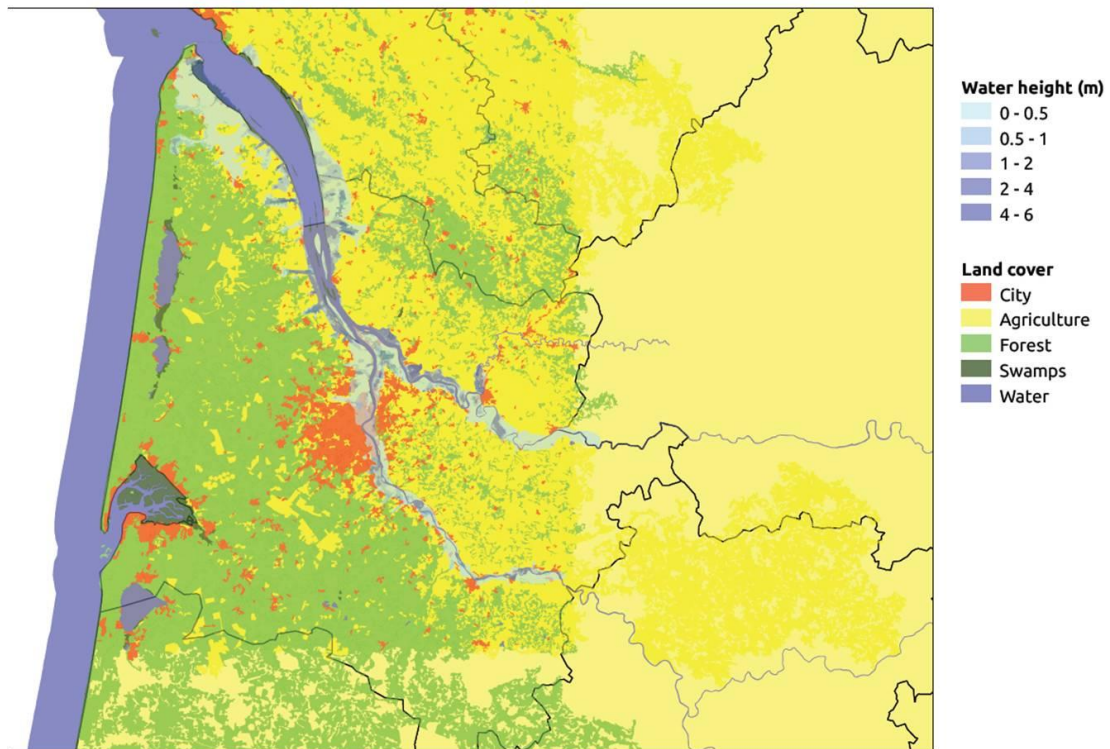 Water height (m)
0 - 0.5
0.5 - 1
1 - 2
2 - 4
4 - 6
Land cover
City
Agriculture
Forest
Swamps
Water